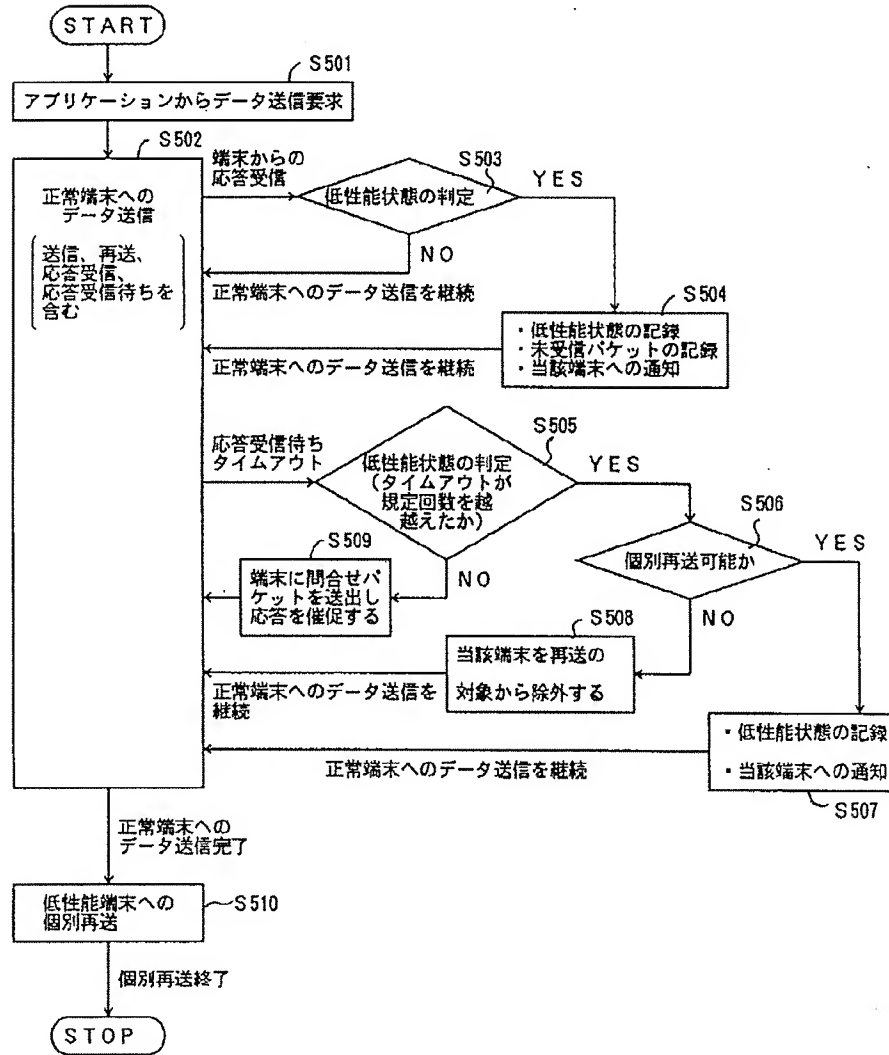 START
S501
アプリケーションからデータ送信要求
S502
正常端末への
データ送信
送信、再送、
応答受信、
応答受信待ちを
含む
端末からの
応答受信
S503
低性能状態の判定
YES
NO
正常端末へのデータ送信を継続
S504
・低性能状態の記録
・未受信パケットの記録
・当該端末への通知
正常端末へのデータ送信を継続
応答受信待ち
タイムアウト
S505
低性能状態の判定
(タイムアウトが
規定回数を越
越えたか)
YES
NO
S506
個別再送可能か
YES
NO
S509
端末に問合せパ
ケットを送出し
応答を催促する
S508
当該端末を再送の
対象から除外する
正常端末へのデータ送信を
継続
・低性能状態の記録
・当該端末への通知
S507
正常端末へのデータ送信を継続
正常端末への
データ送信完了
低性能端末への
個別再送
S510
個別再送終了
STOP